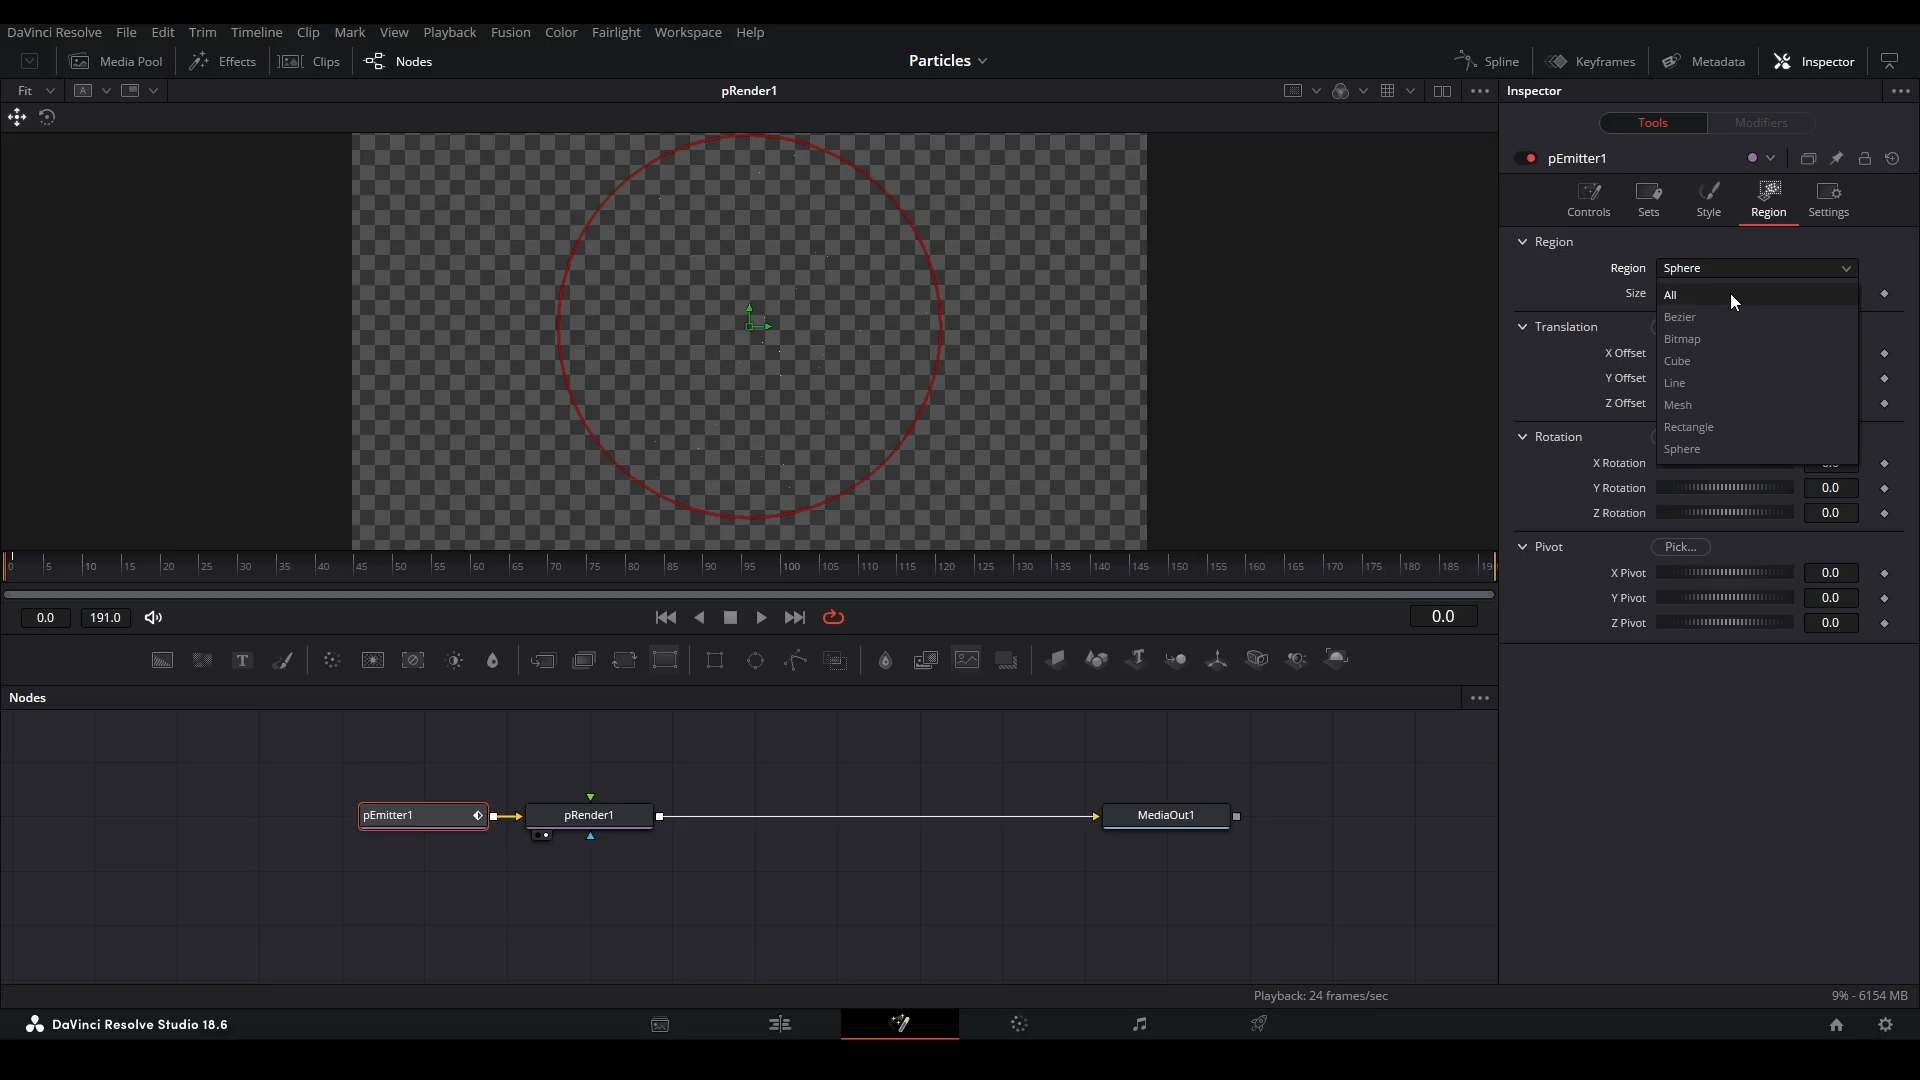 DaVinci Resolve File Edit Trim Timeline Clip Mark View Playback Fusion Color Fairlight Workspace Help
Media Pool Effects Clips Nodes Particles Spline Keyframes Metadata Inspector
Fit A pRender1 Inspector
Tools Modifiers
pEmitter1
Controls Sets Style Region Settings
Region
Region Sphere
Size
All
Bezier
Bitmap
Cube
Line
Mesh
Rectangle
Sphere
Translation
X Offset
Y Offset
Z Offset
Rotation
X Rotation 0.0
Y Rotation 0.0
Z Rotation 0.0
Pivot Pick...
X Pivot 0.0
Y Pivot 0.0
Z Pivot 0.0
0 5 10 15 20 25 30 35 40 45 50 55 60 65 70 75 80 85 90 95 100 105 110 115 120 125 130 135 140 145 150 155 160 165 170 175 180 185
0.0 191.0 0.0
T
Nodes
pEmitter1 pRender1 MediaOut1
Playback: 24 frames/sec 9% - 6154 MB
DaVinci Resolve Studio 18.6